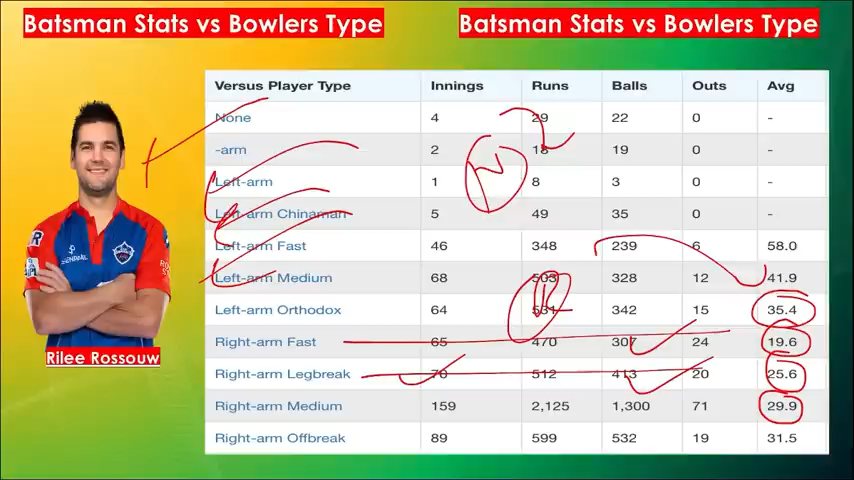 Batsman Stats vs Bowlers Type
Batsman Stats vs Bowlers Type
Versus Player Type Innings Runs Balls Outs Avg
None 4 29 22 0 -
-arm 2 18 19 0 -
Left-arm 1 8 3 0 -
Left-arm Chinaman 5 49 35 0 -
Left-arm Fast 46 348 239 6 58.0
Left-arm Medium 68 503 328 12 41.9
Left-arm Orthodox 64 531 342 15 35.4
Right-arm Fast 65 470 307 24 19.6
Right-arm Legbreak 70 512 413 20 25.6
Right-arm Medium 159 2,125 1,300 71 29.9
Right-arm Offbreak 89 599 532 19 31.5
Rilee Rossouw